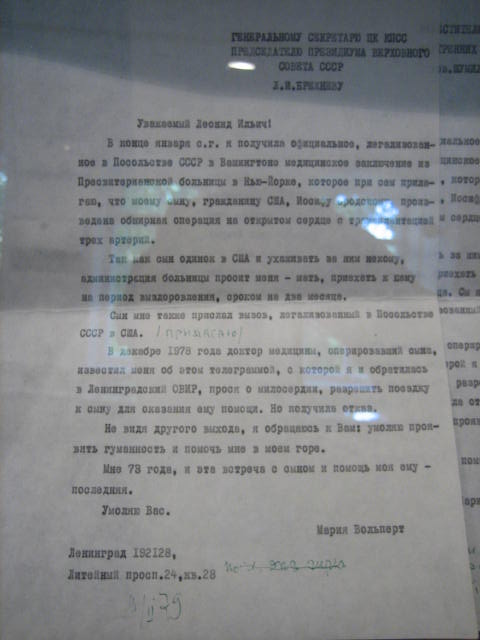 ГЕНЕРАЛЬНОМУ СЕКРЕТАРЮ ЦК КПСС
ПРЕДСЕДАТЕЛЮ ПРЕЗИДИУМА ВЕРХОВНОГО
СОВЕТА СССР
Л.И.БРЕЖНЕВУ
Уважаемый Леонид Ильич!
В конце января с.г. я получила официальное, легализован-
ное в Посольстве СССР в Вашингтоне медицинское заключение из
Пресвитерианской больницы в Нью-Йорке, которое при сем прила-
гаю, что моему сыну, гражданину США, Иосифу Бродскому, произ-
ведена обширная операция на открытом сердце с трансплантацией
трех артерий.
Так как сын одинок в США и ухаживать за ним некому,
администрация больницы просит меня - мать, приехать к нему
на период выздоровления, сроком на два месяца.
Сын мне также прислал вызов, легализованный в Посольстве
СССР в США. /прилагаю/
В декабре 1978 года доктор медицины, оперировавший сына,
известил меня об этом телеграммой, с которой я и обратилась
в Ленинградский ОВИР, прося о милосердии, разрешить поездку
к сыну для оказания ему помощи. Но получила отказ.
Не видя другого выхода, я обращаюсь к Вам: умоляю проя-
вить гуманность и помочь мне в моем горе.
Мне 73 года, и эта встреча с сыном и помощь моя ему -
последняя.
Умоляю Вас.
Мария Вольперт
Ленинград 192128,
Литейный просп.24,кв.28
/II 79